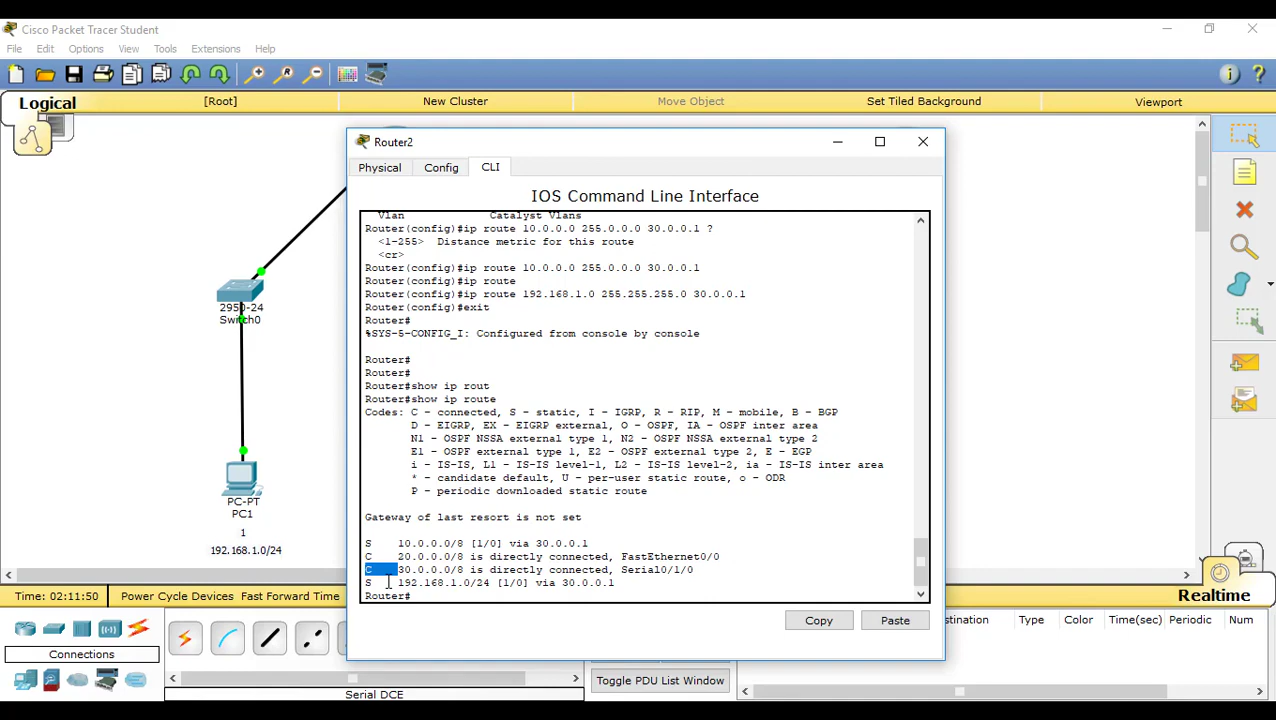 Cisco Packet Tracer Student
File Edit Options View Tools Extensions Help
Logical [Root] New Cluster Move Object Set Tiled Background Viewport
Router2
Physical Config CLI
IOS Command Line Interface
Vlan Catalyst Vlans
Router(config)#ip route 10.0.0.0 255.0.0.0 30.0.0.1 ?
<1-255> Distance metric for this route
<cr>
Router(config)#ip route 10.0.0.0 255.0.0.0 30.0.0.1
Router(config)#ip route
Router(config)#ip route 192.168.1.0 255.255.255.0 30.0.0.1
Router(config)#exit
Router#
%SYS-5-CONFIG_I: Configured from console by console
Router#
Router#
Router#show ip rout
Router#show ip route
Codes: C - connected, S - static, I - IGRP, R - RIP, M - mobile, B - BGP
D - EIGRP, EX - EIGRP external, O - OSPF, IA - OSPF inter area
N1 - OSPF NSSA external type 1, N2 - OSPF NSSA external type 2
E1 - OSPF external type 1, E2 - OSPF external type 2, E - EGP
i - IS-IS, L1 - IS-IS level-1, L2 - IS-IS level-2, ia - IS-IS inter area
* - candidate default, U - per-user static route, o - ODR
P - periodic downloaded static route
Gateway of last resort is not set
S 10.0.0.0/8 [1/0] via 30.0.0.1
C 20.0.0.0/8 is directly connected, FastEthernet0/0
C 30.0.0.0/8 is directly connected, Serial0/1/0
S 192.168.1.0/24 [1/0] via 30.0.0.1
Router#
Copy Paste
2950-24
Switch0
PC-PT
PC1
1
192.168.1.0/24
Time: 02:11:50 Power Cycle Devices Fast Forward Time Realtime
Type Color Time(sec) Periodic Num
Connections
Toggle PDU List Window
Serial DCE